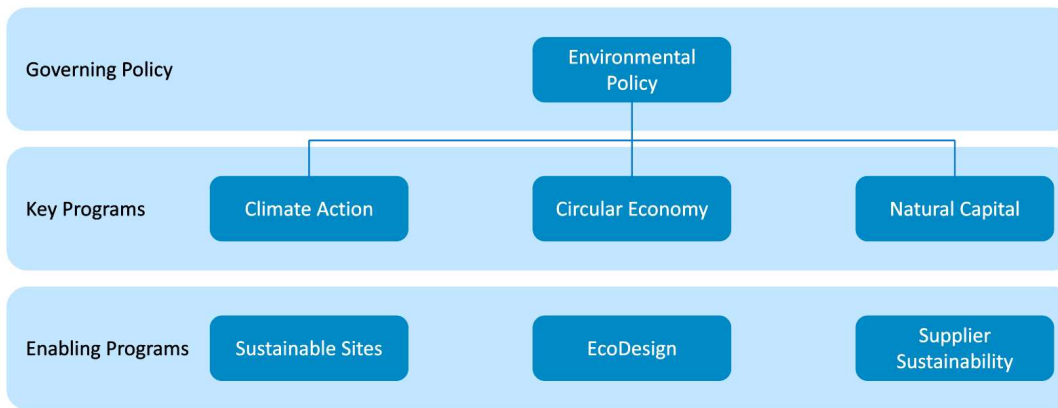 Governing Policy
Environmental
Policy
Key Programs
Climate Action
Circular Economy
Natural Capital
Enabling Programs
Sustainable Sites
EcoDesign
Supplier
Sustainability